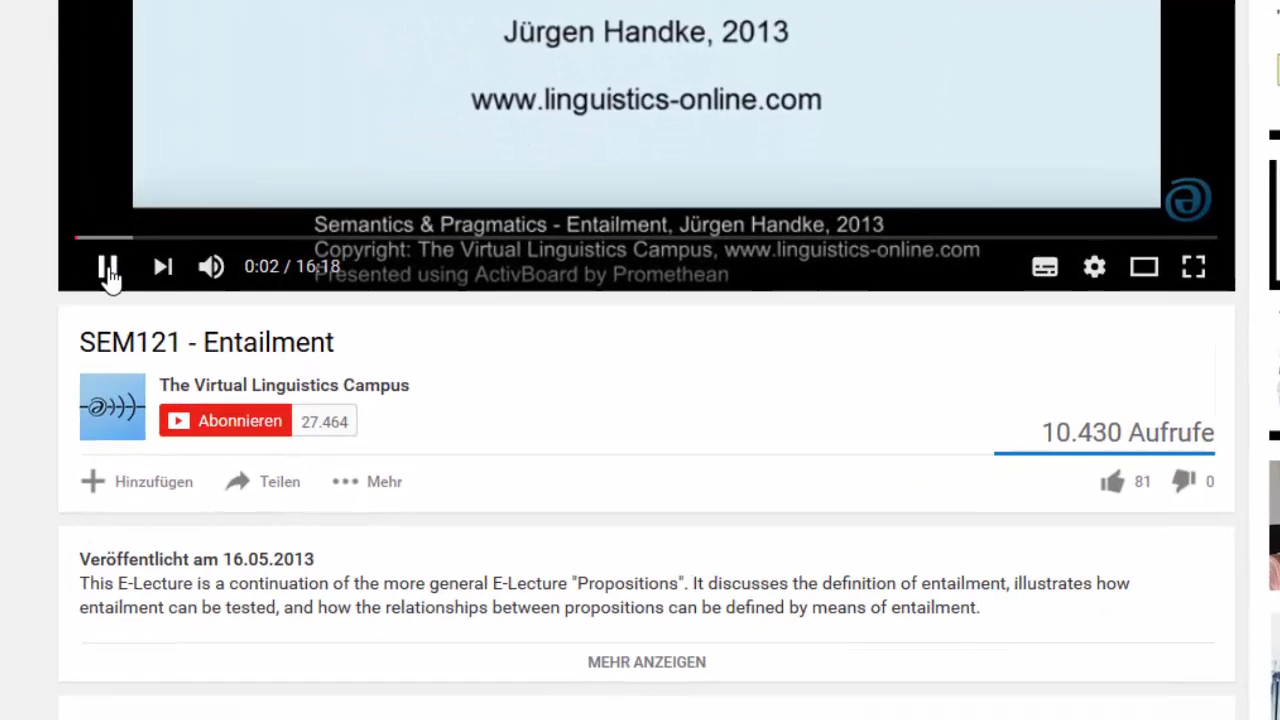 Jürgen Handke, 2013
www.linguistics-online.com
Semantics & Pragmatics - Entailment, Jürgen Handke, 2013
Copyright: The Virtual Linguistics Campus, www.linguistics-online.com
Presented using ActivBoard by Promethean
0:02 / 16:18
SEM121 - Entailment
The Virtual Linguistics Campus
Abonnieren 27.464
10.430 Aufrufe
Hinzufügen Teilen Mehr 81 0
Veröffentlicht am 16.05.2013
This E-Lecture is a continuation of the more general E-Lecture "Propositions". It discusses the definition of entailment, illustrates how
entailment can be tested, and how the relationships between propositions can be defined by means of entailment.
MEHR ANZEIGEN